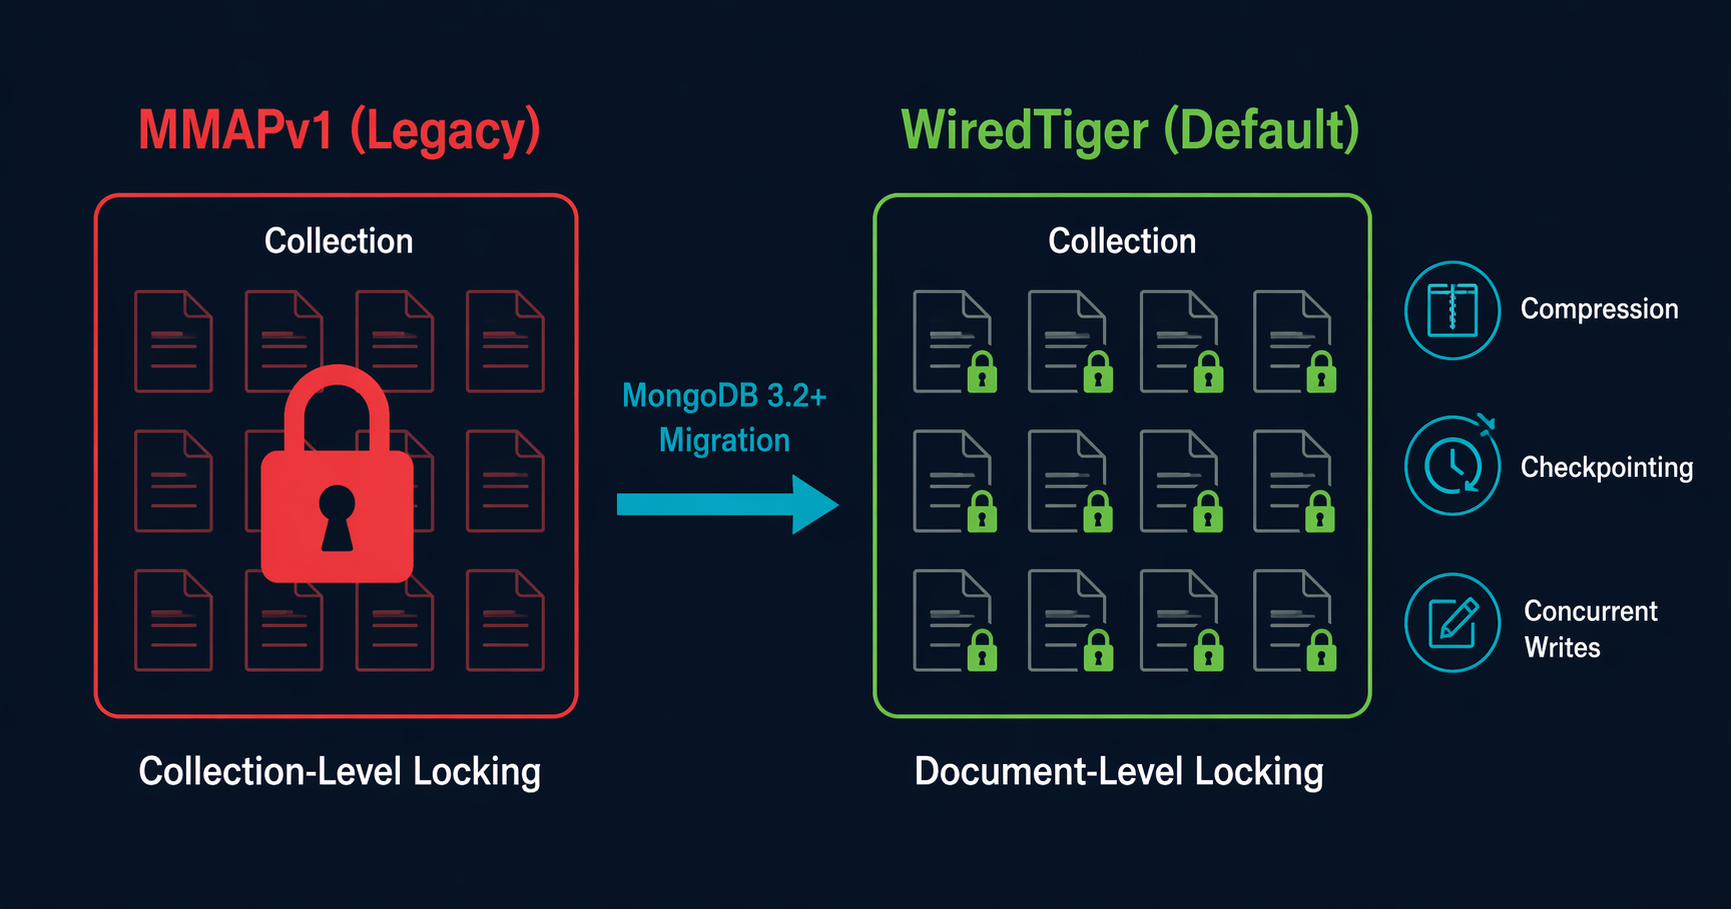 MMAPv1 (Legacy)
Collection
Collection-Level Locking
MongoDB 3.2+
Migration
WiredTiger (Default)
Collection
Document-Level Locking
Compression
Checkpointing
Concurrent
Writes